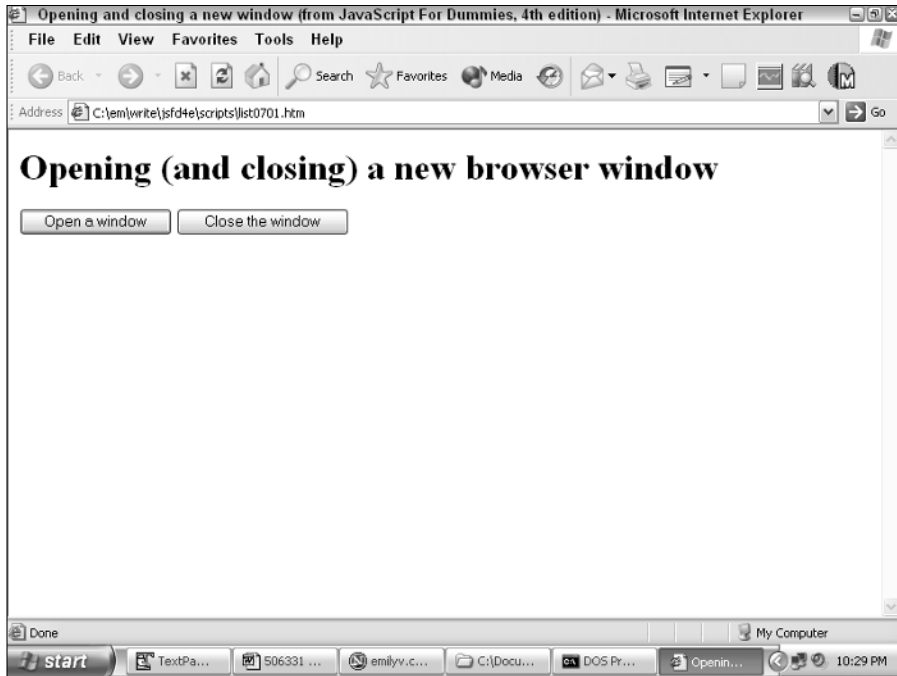 Opening and closing a new window (from JavaScript For Dummies, 4th edition) - Microsoft Internet Explorer
File Edit View Favorites Tools Help
Back Search Favorites Media
Address C:\em\write\jsfd4e\scripts\list0701.htm Go
Opening (and closing) a new browser window
Open a window Close the window
Done My Computer
start TextPa... 506331 ... emilyv.c... C:\Docu... DOS Pr... Openin... 10:29 PM